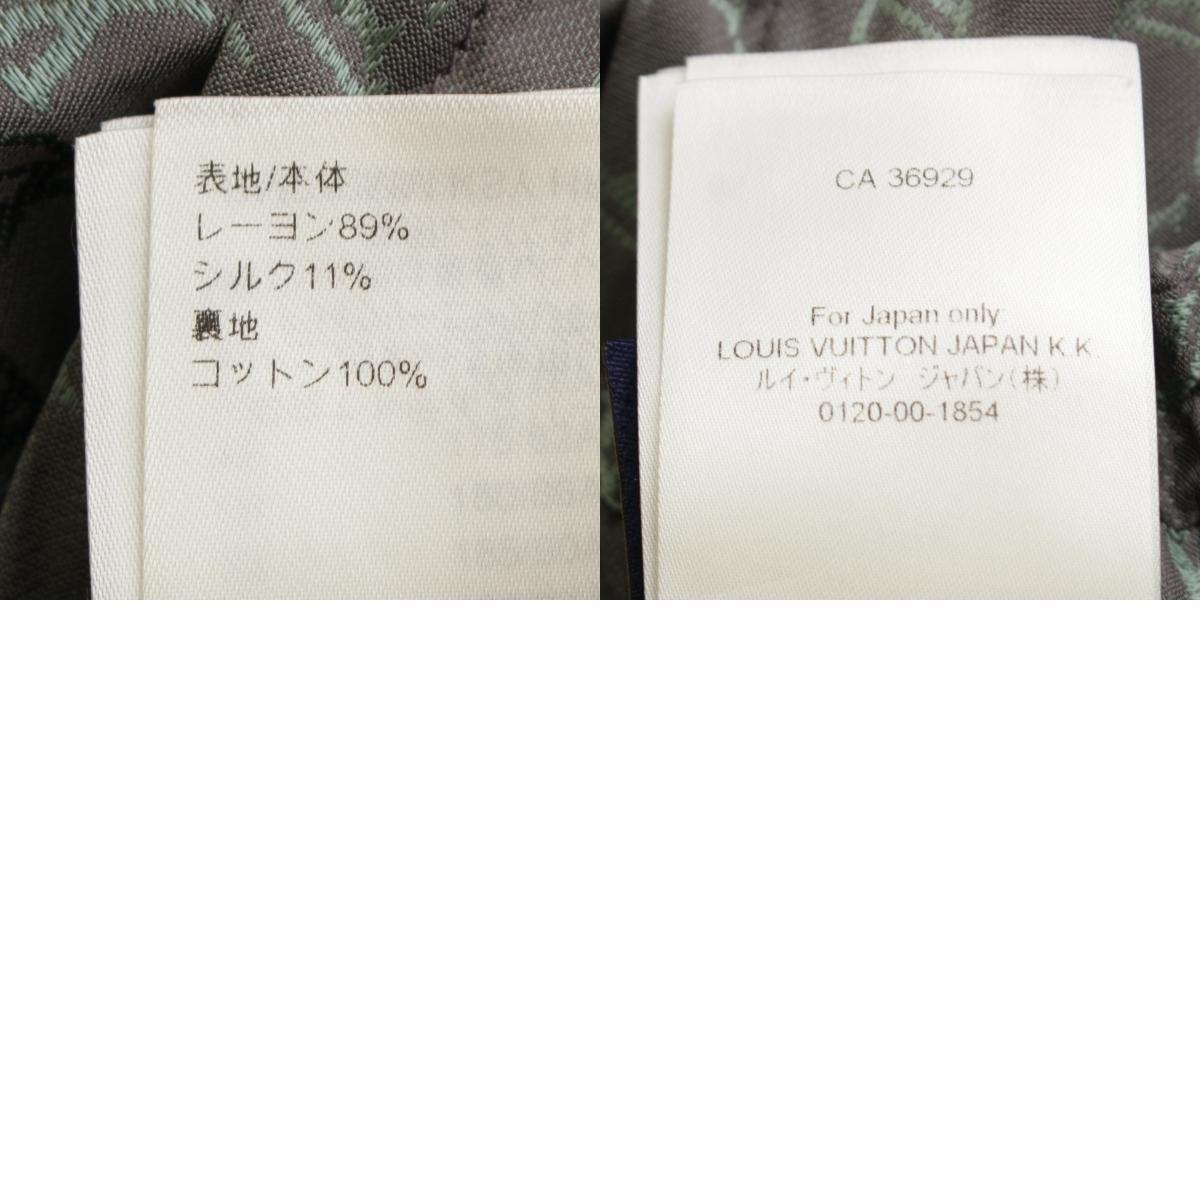 表地/本体
レーヨン89%
シルク11%
裏地
コットン100%
CA 36929
For Japan only
LOUIS VUITTON JAPAN K.K.
ルイ・ヴィトン ジャパン(株)
0120-00-1854